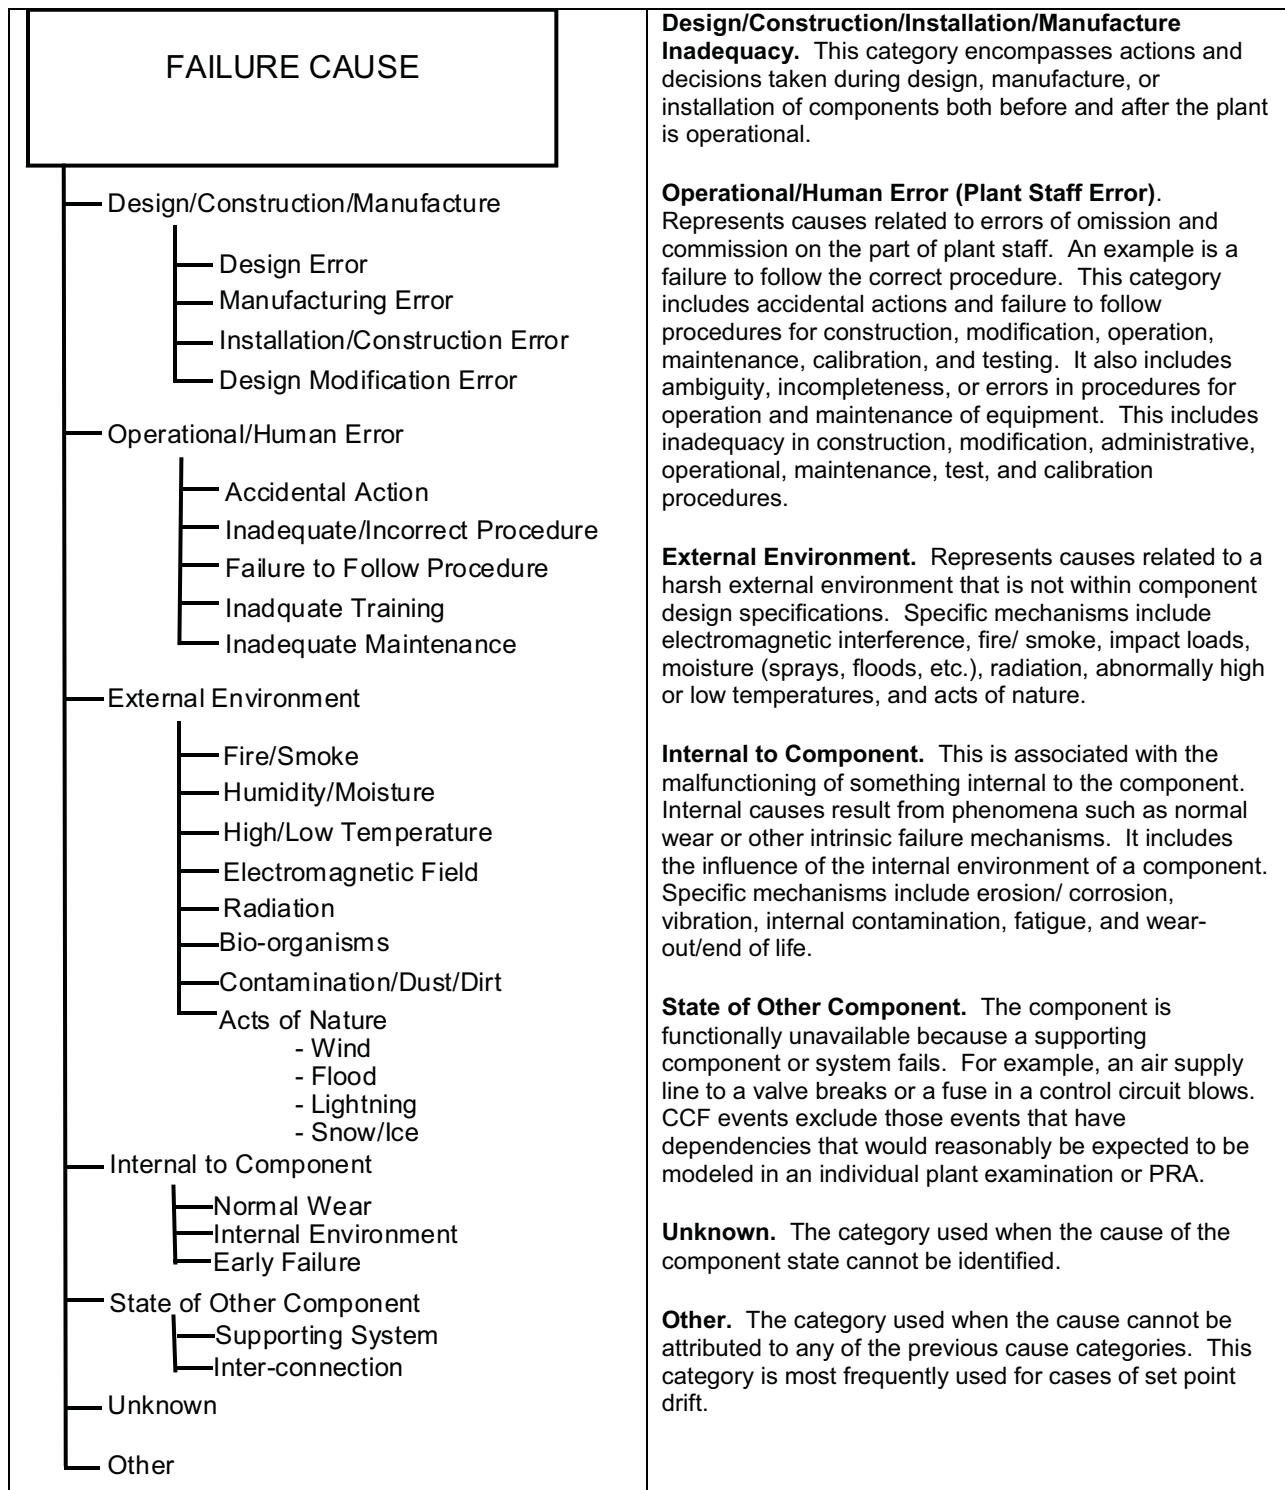 FAILURE CAUSE
Design/Construction/Manufacture
Design Error
Manufacturing Error
Installation/Construction Error
Design Modification Error
Operational/Human Error
Accidental Action
Inadequate/Incorrect Procedure
Failure to Follow Procedure
Inadquate Training
Inadequate Maintenance
External Environment
Fire/Smoke
Humidity/Moisture
High/Low Temperature
Electromagnetic Field
Radiation
Bio-organisms
Contamination/Dust/Dirt
Acts of Nature
- Wind
- Flood
- Lightning
- Snow/Ice
Internal to Component
Normal Wear
Internal Environment
Early Failure
State of Other Component
Supporting System
Inter-connection
Unknown
Other
Design/Construction/Installation/Manufacture
Inadequacy. This category encompasses actions and
decisions taken during design, manufacture, or
installation of components both before and after the plant
is operational.
Operational/Human Error (Plant Staff Error).
Represents causes related to errors of omission and
commission on the part of plant staff. An example is a
failure to follow the correct procedure. This category
includes accidental actions and failure to follow
procedures for construction, modification, operation,
maintenance, calibration, and testing. It also includes
ambiguity, incompleteness, or errors in procedures for
operation and maintenance of equipment. This includes
inadequacy in construction, modification, administrative,
operational, maintenance, test, and calibration
procedures.
External Environment. Represents causes related to a
harsh external environment that is not within component
design specifications. Specific mechanisms include
electromagnetic interference, fire/ smoke, impact loads,
moisture (sprays, floods, etc.), radiation, abnormally high
or low temperatures, and acts of nature.
Internal to Component. This is associated with the
malfunctioning of something internal to the component.
Internal causes result from phenomena such as normal
wear or other intrinsic failure mechanisms. It includes
the influence of the internal environment of a component.
Specific mechanisms include erosion/ corrosion,
vibration, internal contamination, fatigue, and wear-
out/end of life.
State of Other Component. The component is
functionally unavailable because a supporting
component or system fails. For example, an air supply
line to a valve breaks or a fuse in a control circuit blows.
CCF events exclude those events that have
dependencies that would reasonably be expected to be
modeled in an individual plant examination or PRA.
Unknown. The category used when the cause of the
component state cannot be identified.
Other. The category used when the cause cannot be
attributed to any of the previous cause categories. This
category is most frequently used for cases of set point
drift.